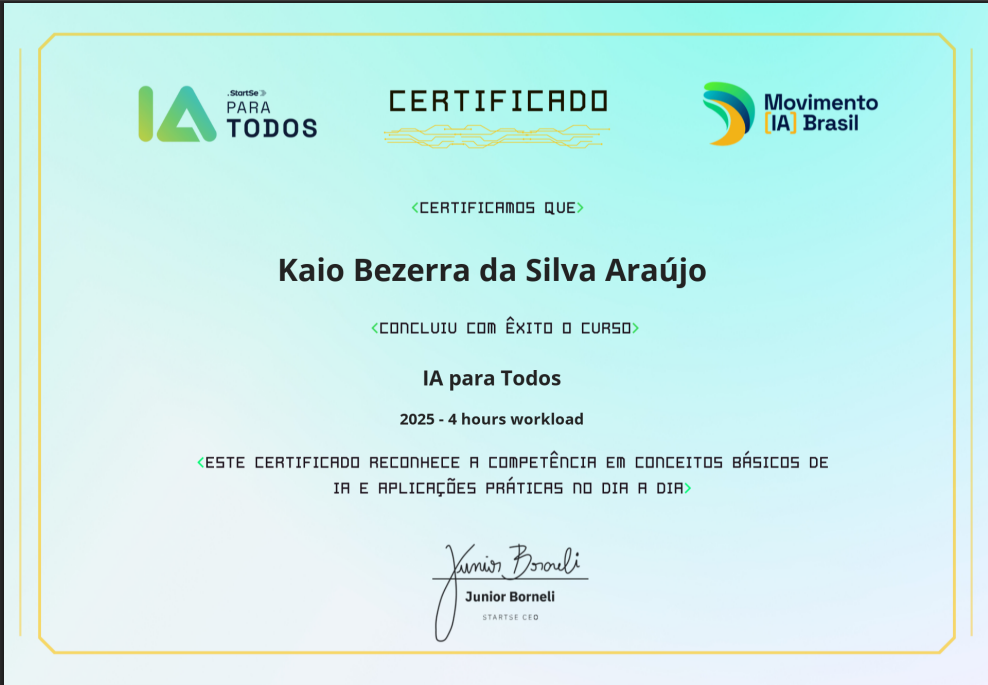 IA
.StartSe
PARA
TODOS
CERTIFICADO
Movimento
[IA] Brasil
<CERTIFICAMOS QUE>
Kaio Bezerra da Silva Araújo
<CONCLUIU COM ÊXITO O CURSO>
IA para Todos
2025 - 4 hours workload
<ESTE CERTIFICADO RECONHECE A COMPETÊNCIA EM CONCEITOS BÁSICOS DE
IA E APLICAÇÕES PRÁTICAS NO DIA A DIA>
Junior Borneli
Junior Borneli
STARTSE CEO